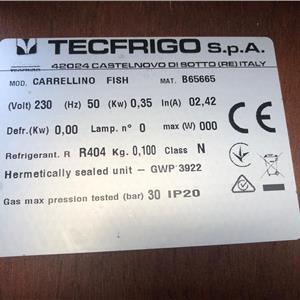 TECFRIGO S.p.A.
42024 CASTELNOVO DI SOTTO (RE) ITALY
MOD. CARRELLINO FISH MAT. B65665
(Volt) 230 (Hz) 50 (Kw) 0,35 In(A) 02,42
Defr.(Kw) 0,00 Lamp. n° 0 max (W) 000
Refrigerant. R R404 Kg. 0,100 Class N
Hermetically sealed unit - GWP 3922
Gas max pression tested (bar) 30 IP20
CE